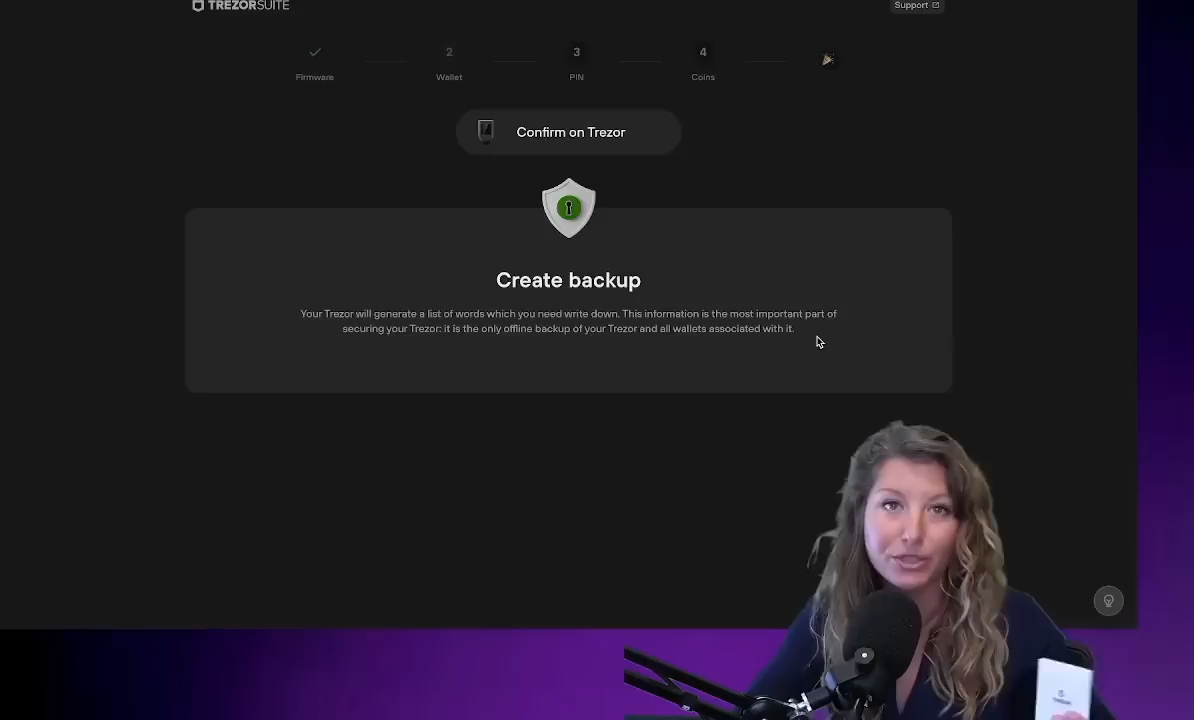 TREZORSUITE
Support
2
3
4
Firmware
Wallet
PIN
Coins
Confirm on Trezor
Create backup
Your Trezor will generate a list of words which you need write down. This information is the most important part of
securing your Trezor: it is the only offline backup of your Trezor and all wallets associated with it.